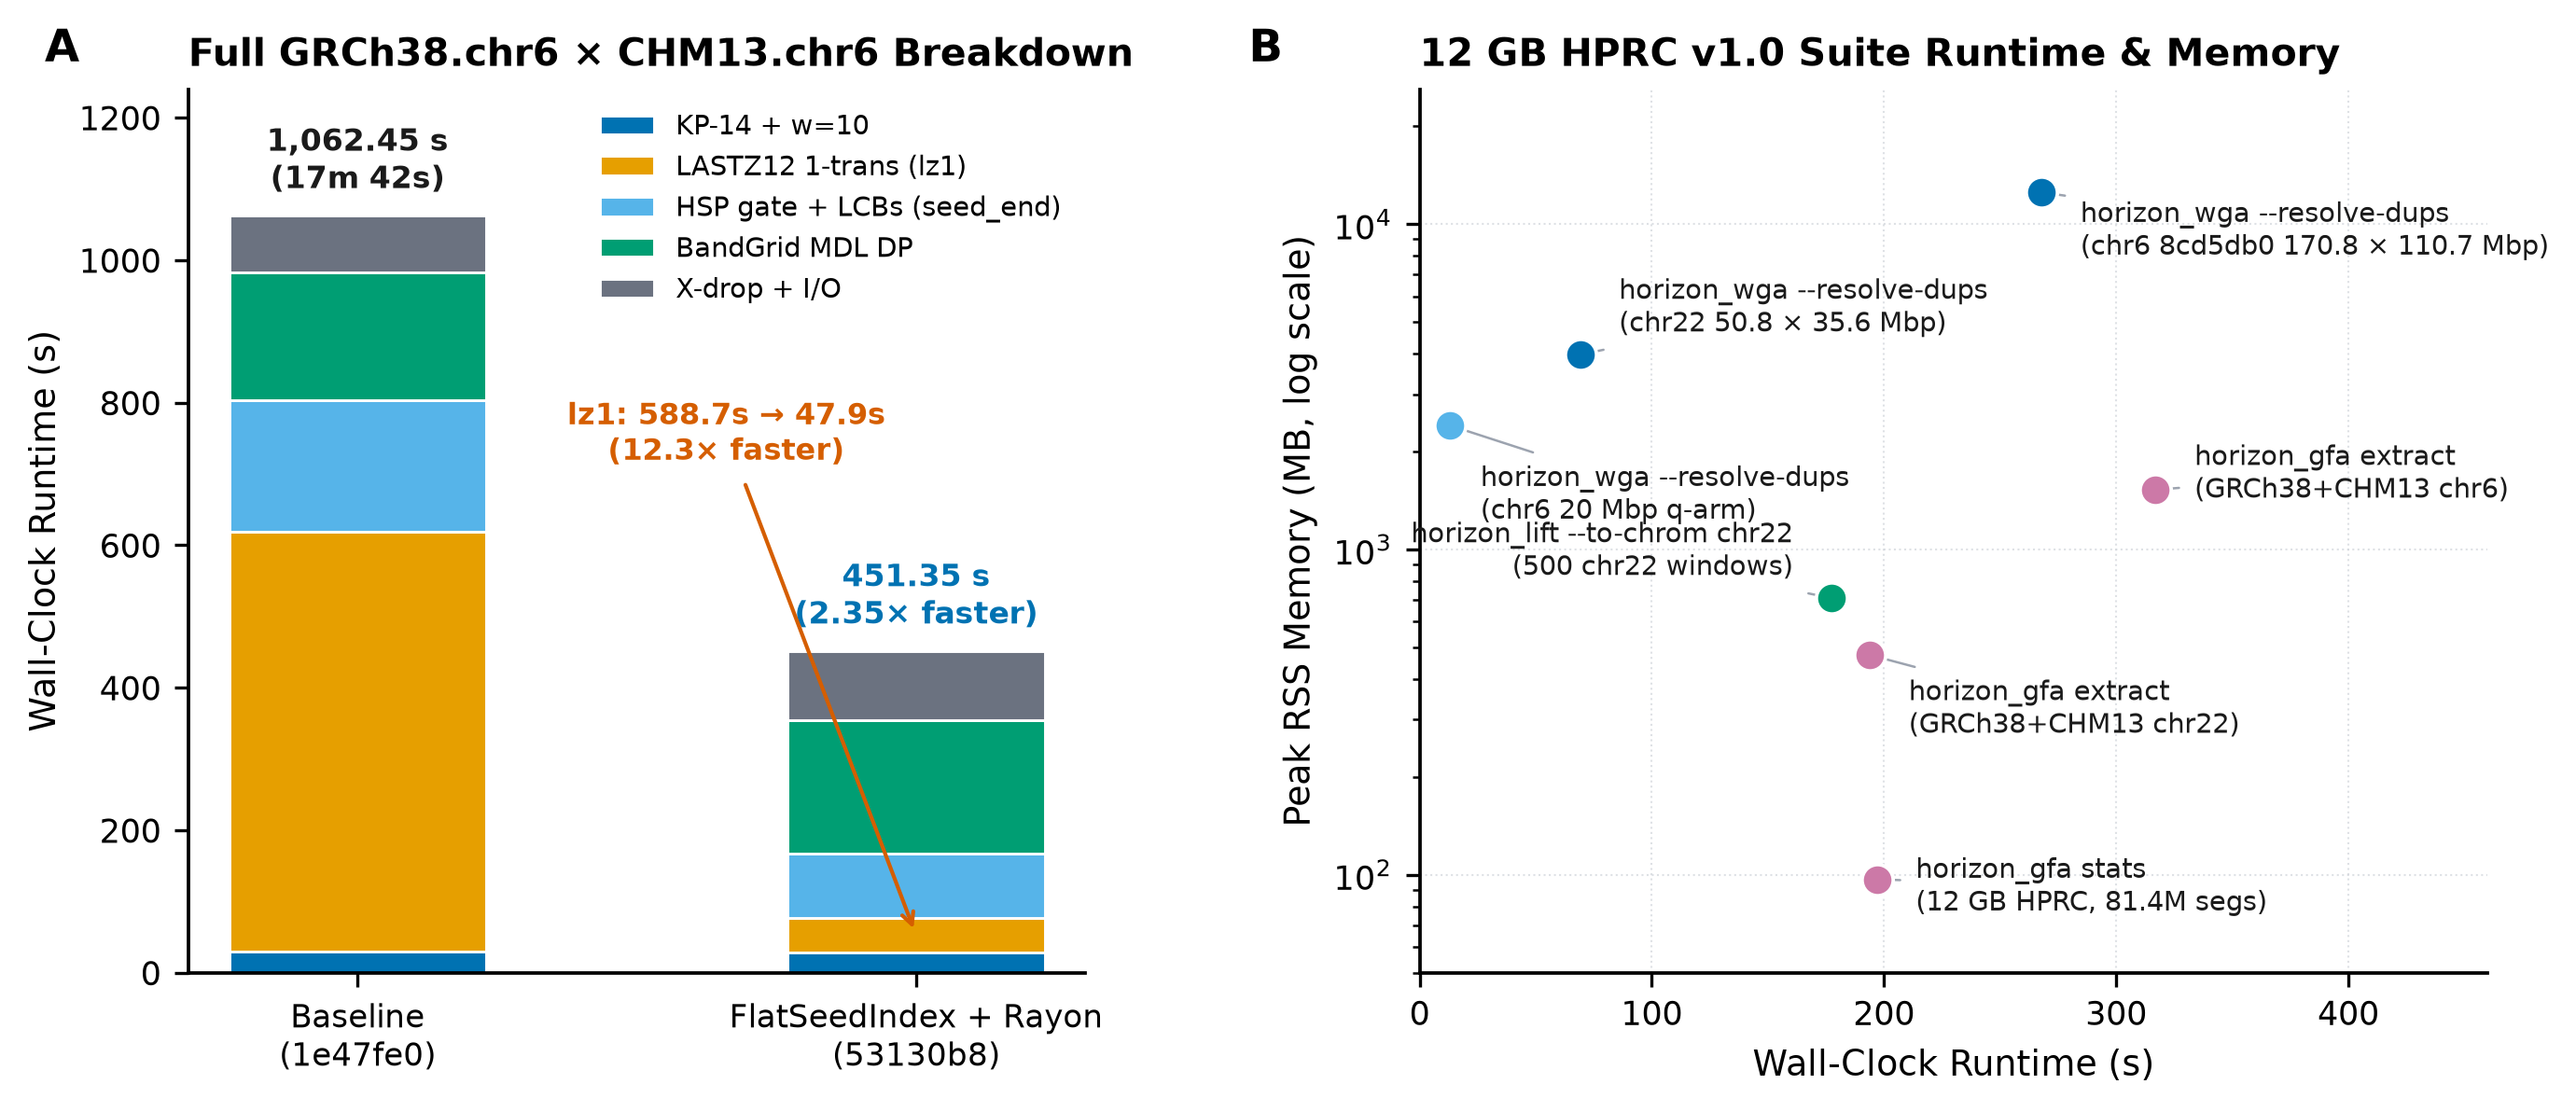 A
Full GRCh38.chr6 × CHM13.chr6 Breakdown
Wall-Clock Runtime (s)
1200
1000
800
600
400
200
0
1,062.45 s
(17m 42s)
KP-14 + w=10
LASTZ12 1-trans (lz1)
HSP gate + LCBs (seed_end)
BandGrid MDL DP
X-drop + I/O
lz1: 588.7s → 47.9s
(12.3× faster)
451.35 s
(2.35× faster)
Baseline
(1e47fe0)
FlatSeedIndex + Rayon
(53130b8)
B
12 GB HPRC v1.0 Suite Runtime & Memory
Peak RSS Memory (MB, log scale)
10⁴
10³
10²
horizon_wga --resolve-dups
(chr6 8cd5db0 170.8 × 110.7 Mbp)
horizon_wga --resolve-dups
(chr22 50.8 × 35.6 Mbp)
horizon_wga --resolve-dups
(chr6 20 Mbp q-arm)
horizon_gfa extract
(GRCh38+CHM13 chr6)
horizon_lift --to-chrom chr22
(500 chr22 windows)
horizon_gfa extract
(GRCh38+CHM13 chr22)
horizon_gfa stats
(12 GB HPRC, 81.4M segs)
0
100
200
300
400
Wall-Clock Runtime (s)